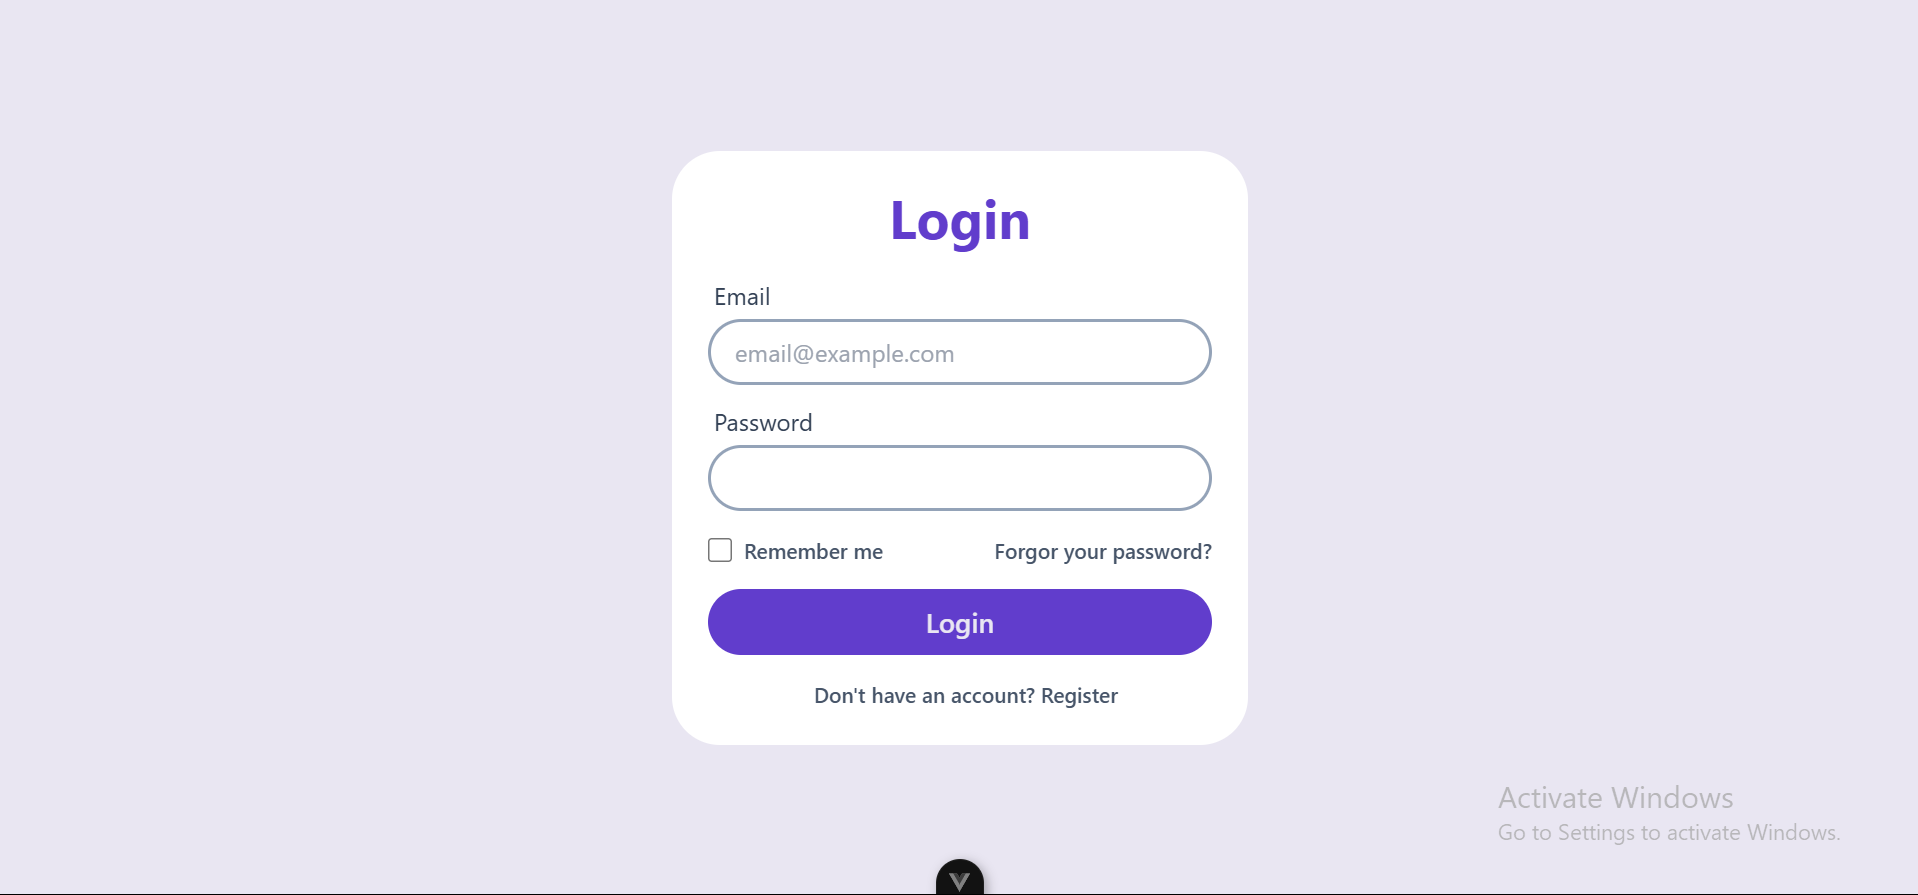 Login
Email
email@example.com
Password
Remember me
Forgor your password?
Login
Don't have an account? Register
Activate Windows
Go to Settings to activate Windows.